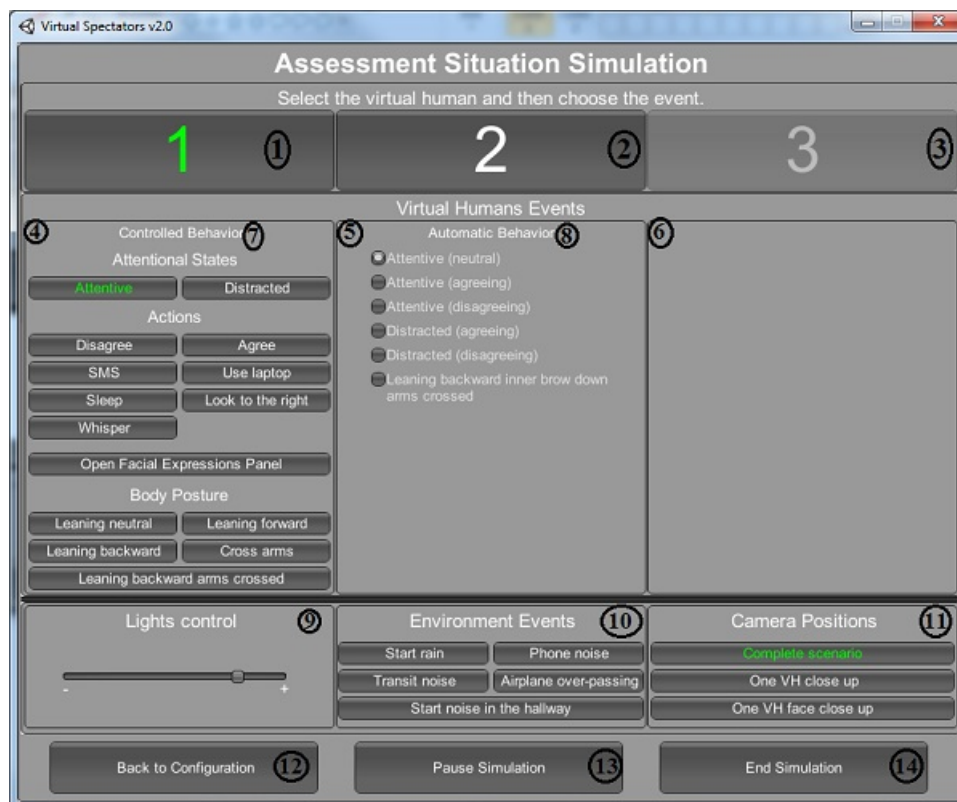 Virtual Spectators v2.0
Assessment Situation Simulation
Select the virtual human and then choose the event.
1 1
2 2
3 3
Virtual Humans Events
4 Controlled Behavior 7
5 Automatic Behavior 8
6
Attentional States
Attentive Distracted
Actions
Disagree Agree
SMS Use laptop
Sleep Look to the right
Whisper
Open Facial Expressions Panel
Body Posture
Leaning neutral Leaning forward
Leaning backward Cross arms
Leaning backward arms crossed
Attentive (neutral)
Attentive (agreeing)
Attentive (disagreeing)
Distracted (agreeing)
Distracted (disagreeing)
Leaning backward inner brow down
arms crossed
Lights control 9
- +
Environment Events 10
Start rain Phone noise
Transit noise Airplane over-passing
Start noise in the hallway
Camera Positions 11
Complete scenario
One VH close up
One VH face close up
Back to Configuration 12
Pause Simulation 13
End Simulation 14